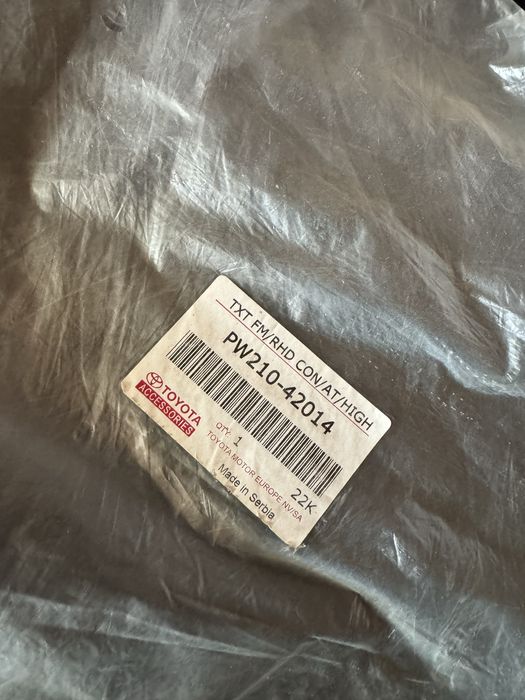 TXT FM/RHD CON/AT/HIGH
PW210-42014
TOYOTA
ACCESSORIES
QTY: 1
22K
TOYOTA MOTOR EUROPE NV/SA
Made in Serbia